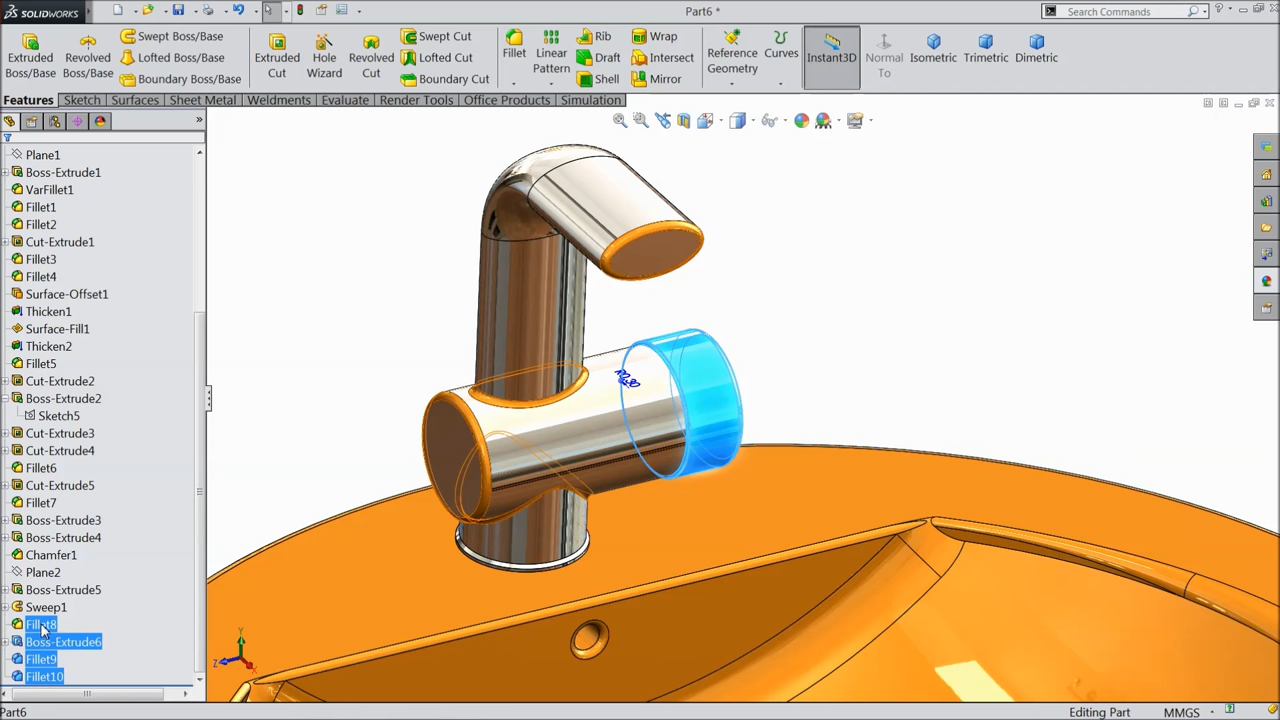 SOLIDWORKS
Part6 *
Search Commands
?
Extruded Boss/Base
Revolved Boss/Base
Swept Boss/Base
Lofted Boss/Base
Boundary Boss/Base
Extruded Cut
Hole Wizard
Revolved Cut
Swept Cut
Lofted Cut
Boundary Cut
Fillet
Linear Pattern
Rib
Draft
Shell
Wrap
Intersect
Mirror
Reference Geometry
Curves
Instant3D
Normal To
Isometric
Trimetric
Dimetric
Features
Sketch
Surfaces
Sheet Metal
Weldments
Evaluate
Render Tools
Office Products
Simulation
»
Plane1
Boss-Extrude1
VarFillet1
Fillet1
Fillet2
Cut-Extrude1
Fillet3
Fillet4
Surface-Offset1
Thicken1
Surface-Fill1
Thicken2
Fillet5
Cut-Extrude2
Boss-Extrude2
Sketch5
Cut-Extrude3
Cut-Extrude4
Fillet6
Cut-Extrude5
Fillet7
Boss-Extrude3
Boss-Extrude4
Chamfer1
Plane2
Boss-Extrude5
Sweep1
Fillet8
Boss-Extrude6
Fillet9
Fillet10
Y
Z
X
Part6
Editing Part
MMGS
?